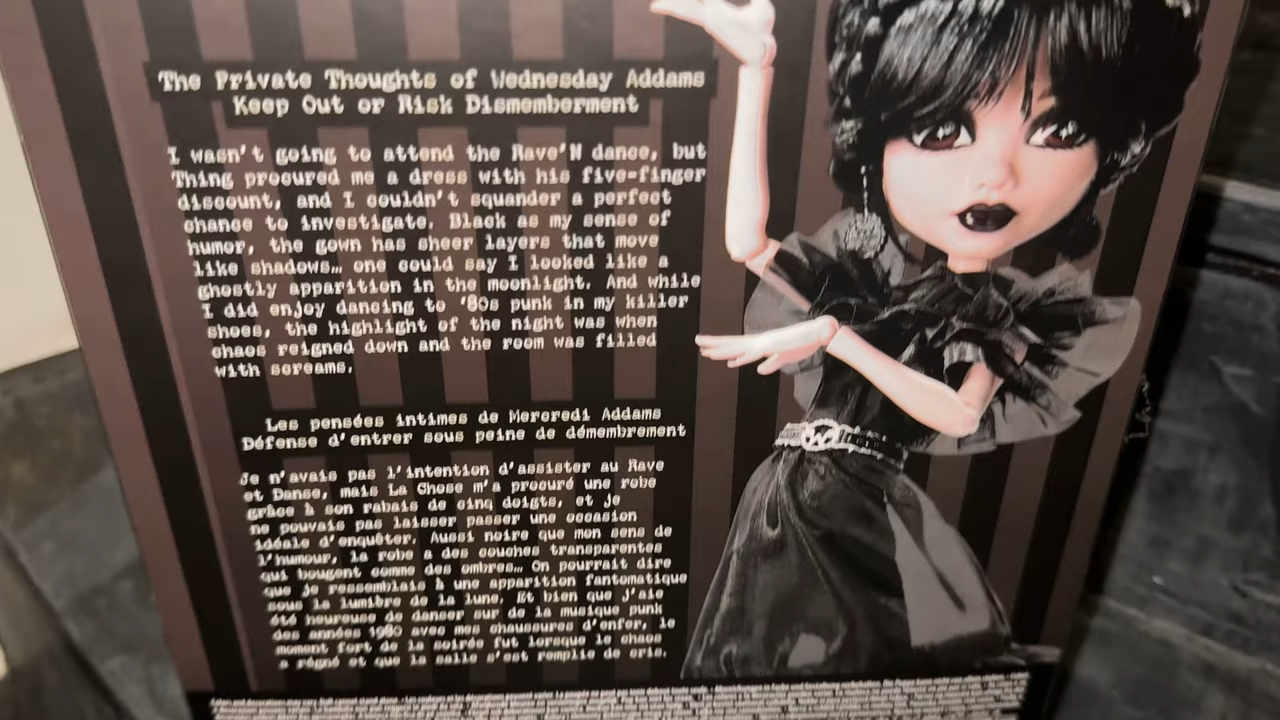 The Private Thoughts of Wednesday Addams
Keep Out or Risk Dismemberment
I wasn't going to attend the Rave'N dance, but
Thing procured me a dress with his five-finger
discount, and I couldn't squander a perfect
chance to investigate. Black as my sense of
humor, the gown has sheer layers that move
like shadows… one could say I looked like a
ghostly apparition in the moonlight. And while
I did enjoy dancing to '80s punk in my killer
shoes, the highlight of the night was when
chaos reigned down and the room was filled
with screams.
Les pensées intimes de Mercredi Addams
Défense d'entrer sous peine de démembrement
Je n'avais pas l'intention d'assister au Rave
et Danse, mais La Chose m'a procuré une robe
grâce à son rabais de cinq doigts, et je
ne pouvais pas laisser passer une occasion
idéale d'enquêter. Aussi noire que mon sens de
l'humour, la robe a des couches transparentes
qui bougent comme des ombres… On pourrait dire
que je ressemblais à une apparition fantomatique
sous la lumière de la lune. Et bien que j'aie
été heureuse de danser sur de la musique punk
des années 1980 avec mes chaussures d'enfer, le
moment fort de la soirée fut lorsque le chaos
a régné et que la salle s'est remplie de cris.